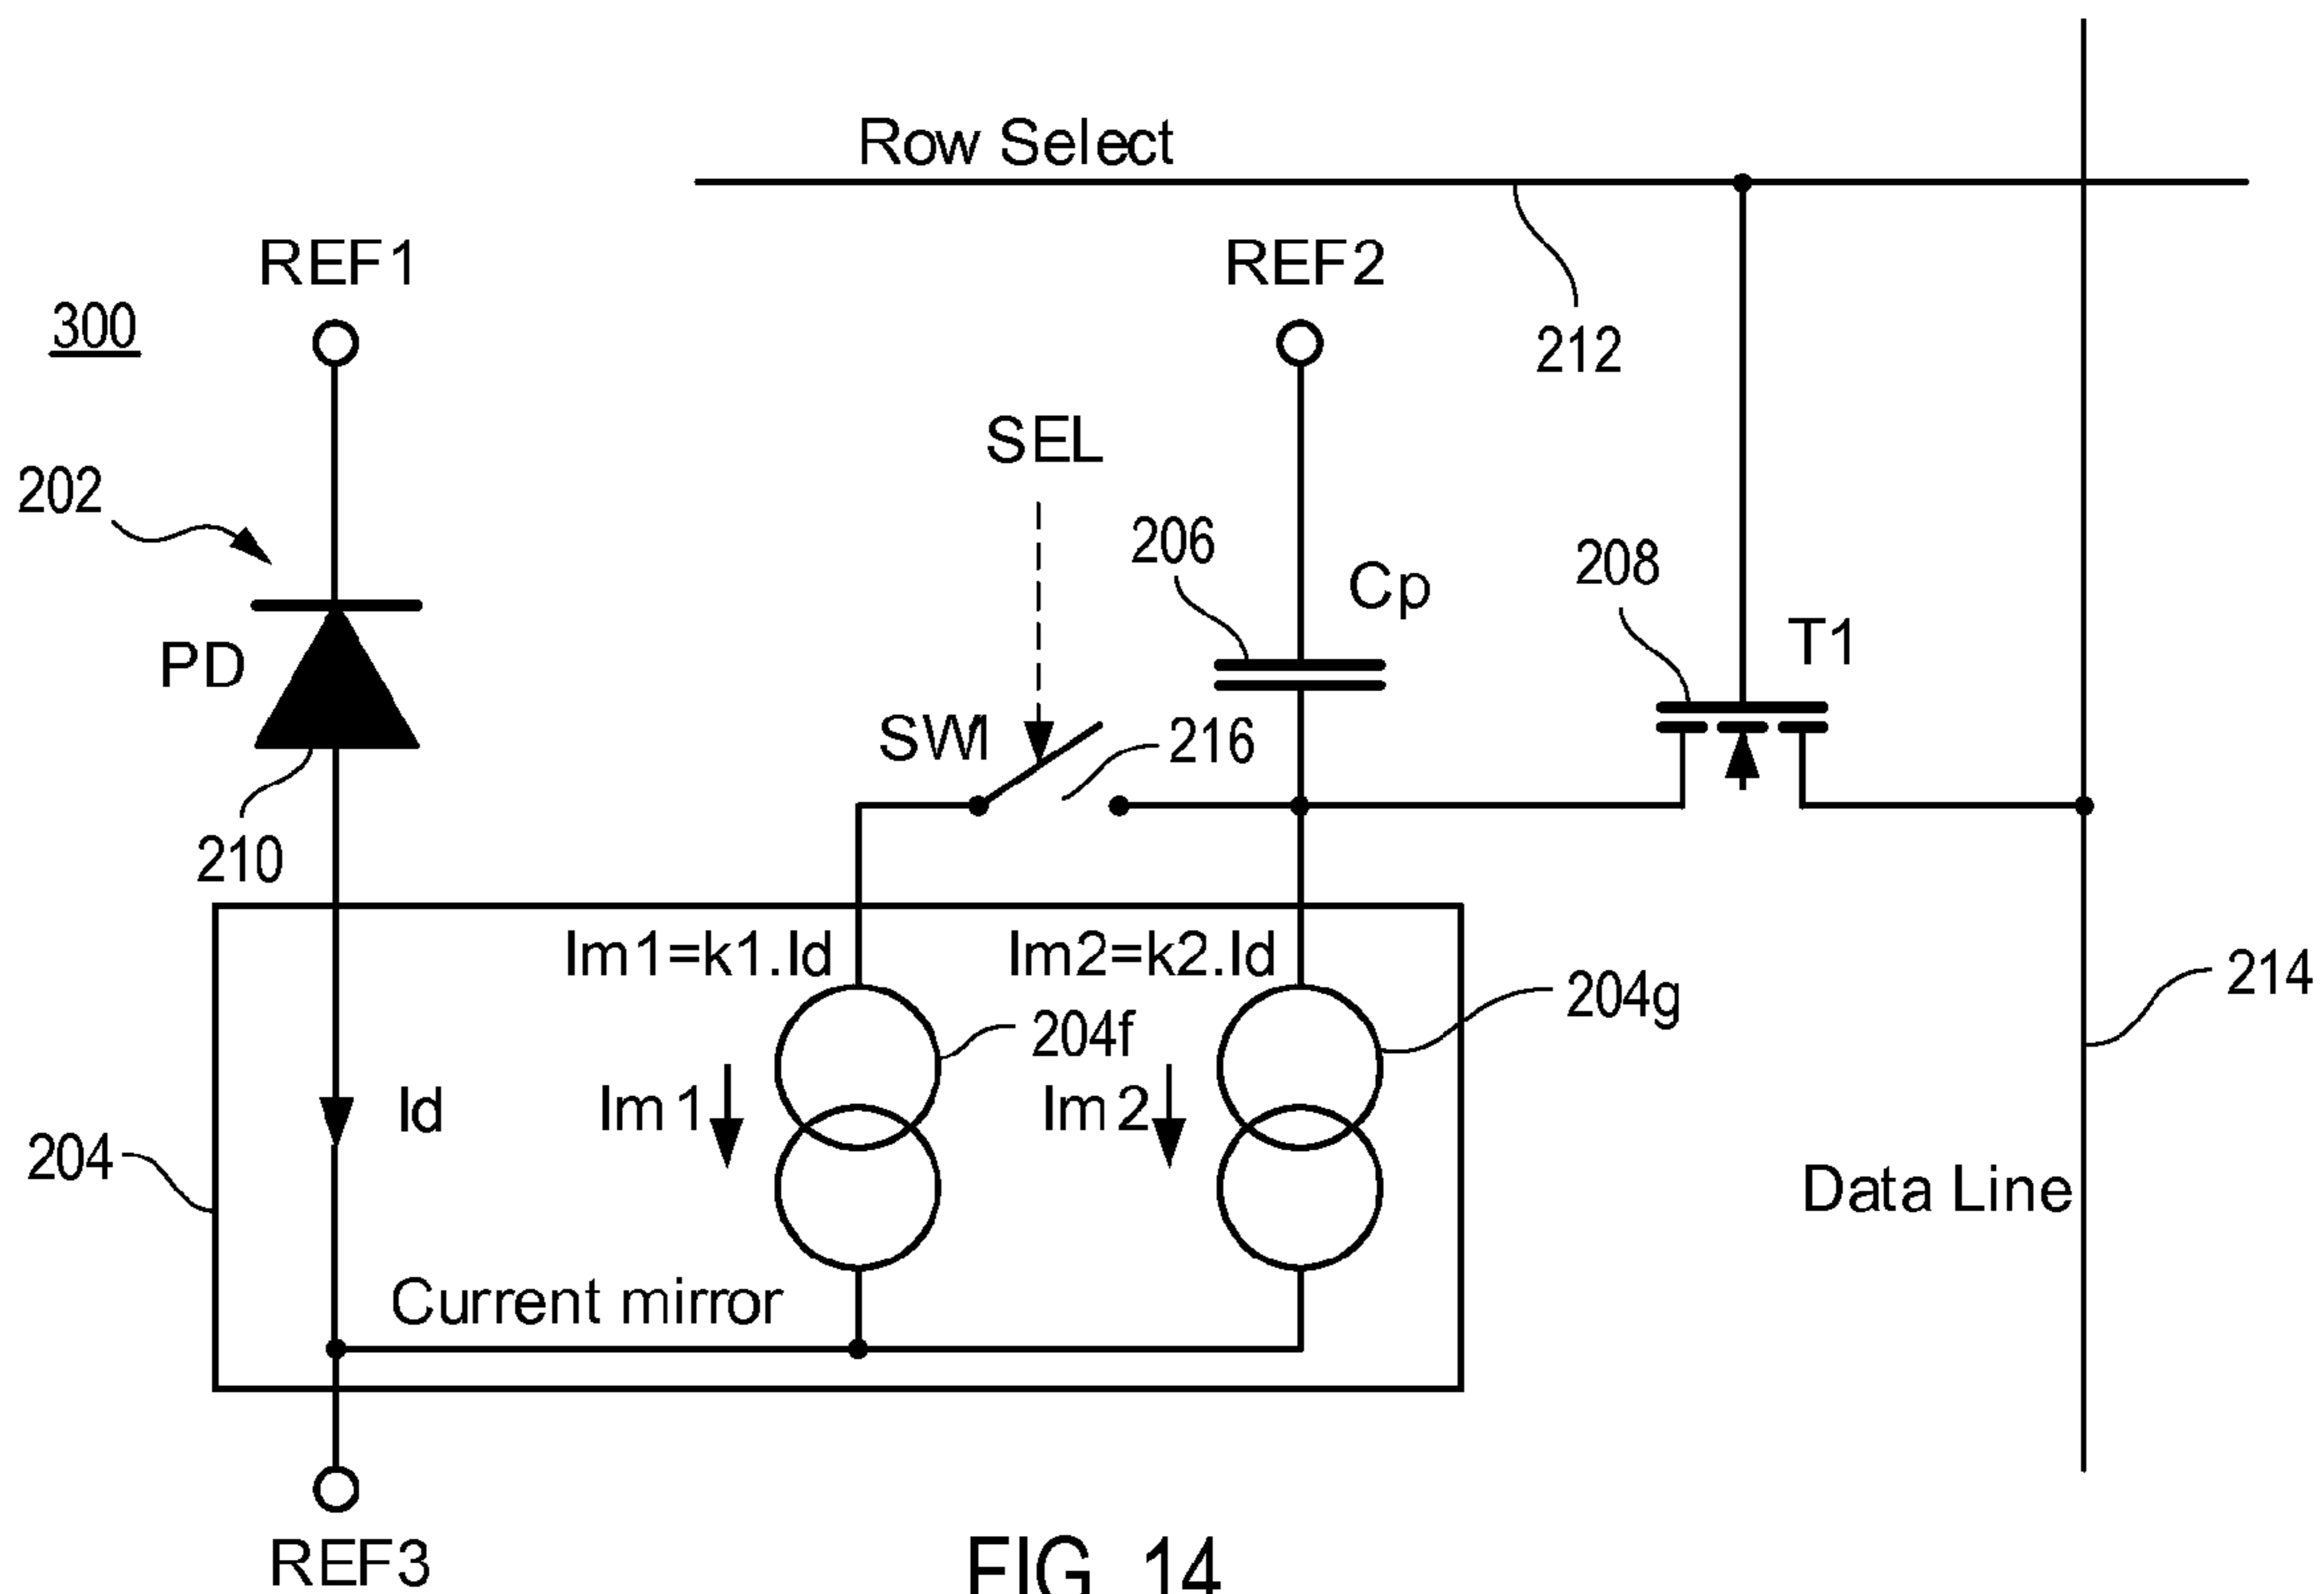 Row Select
REF1
REF2
300
212
SEL
202
206
Cp
208
T1
PD
SW1
216
210
Im1=k1.Id
Im2=k2.Id
204f
204g
214
Id
Im1
Im2
204
Data Line
Current mirror
REF3
FIG. 14